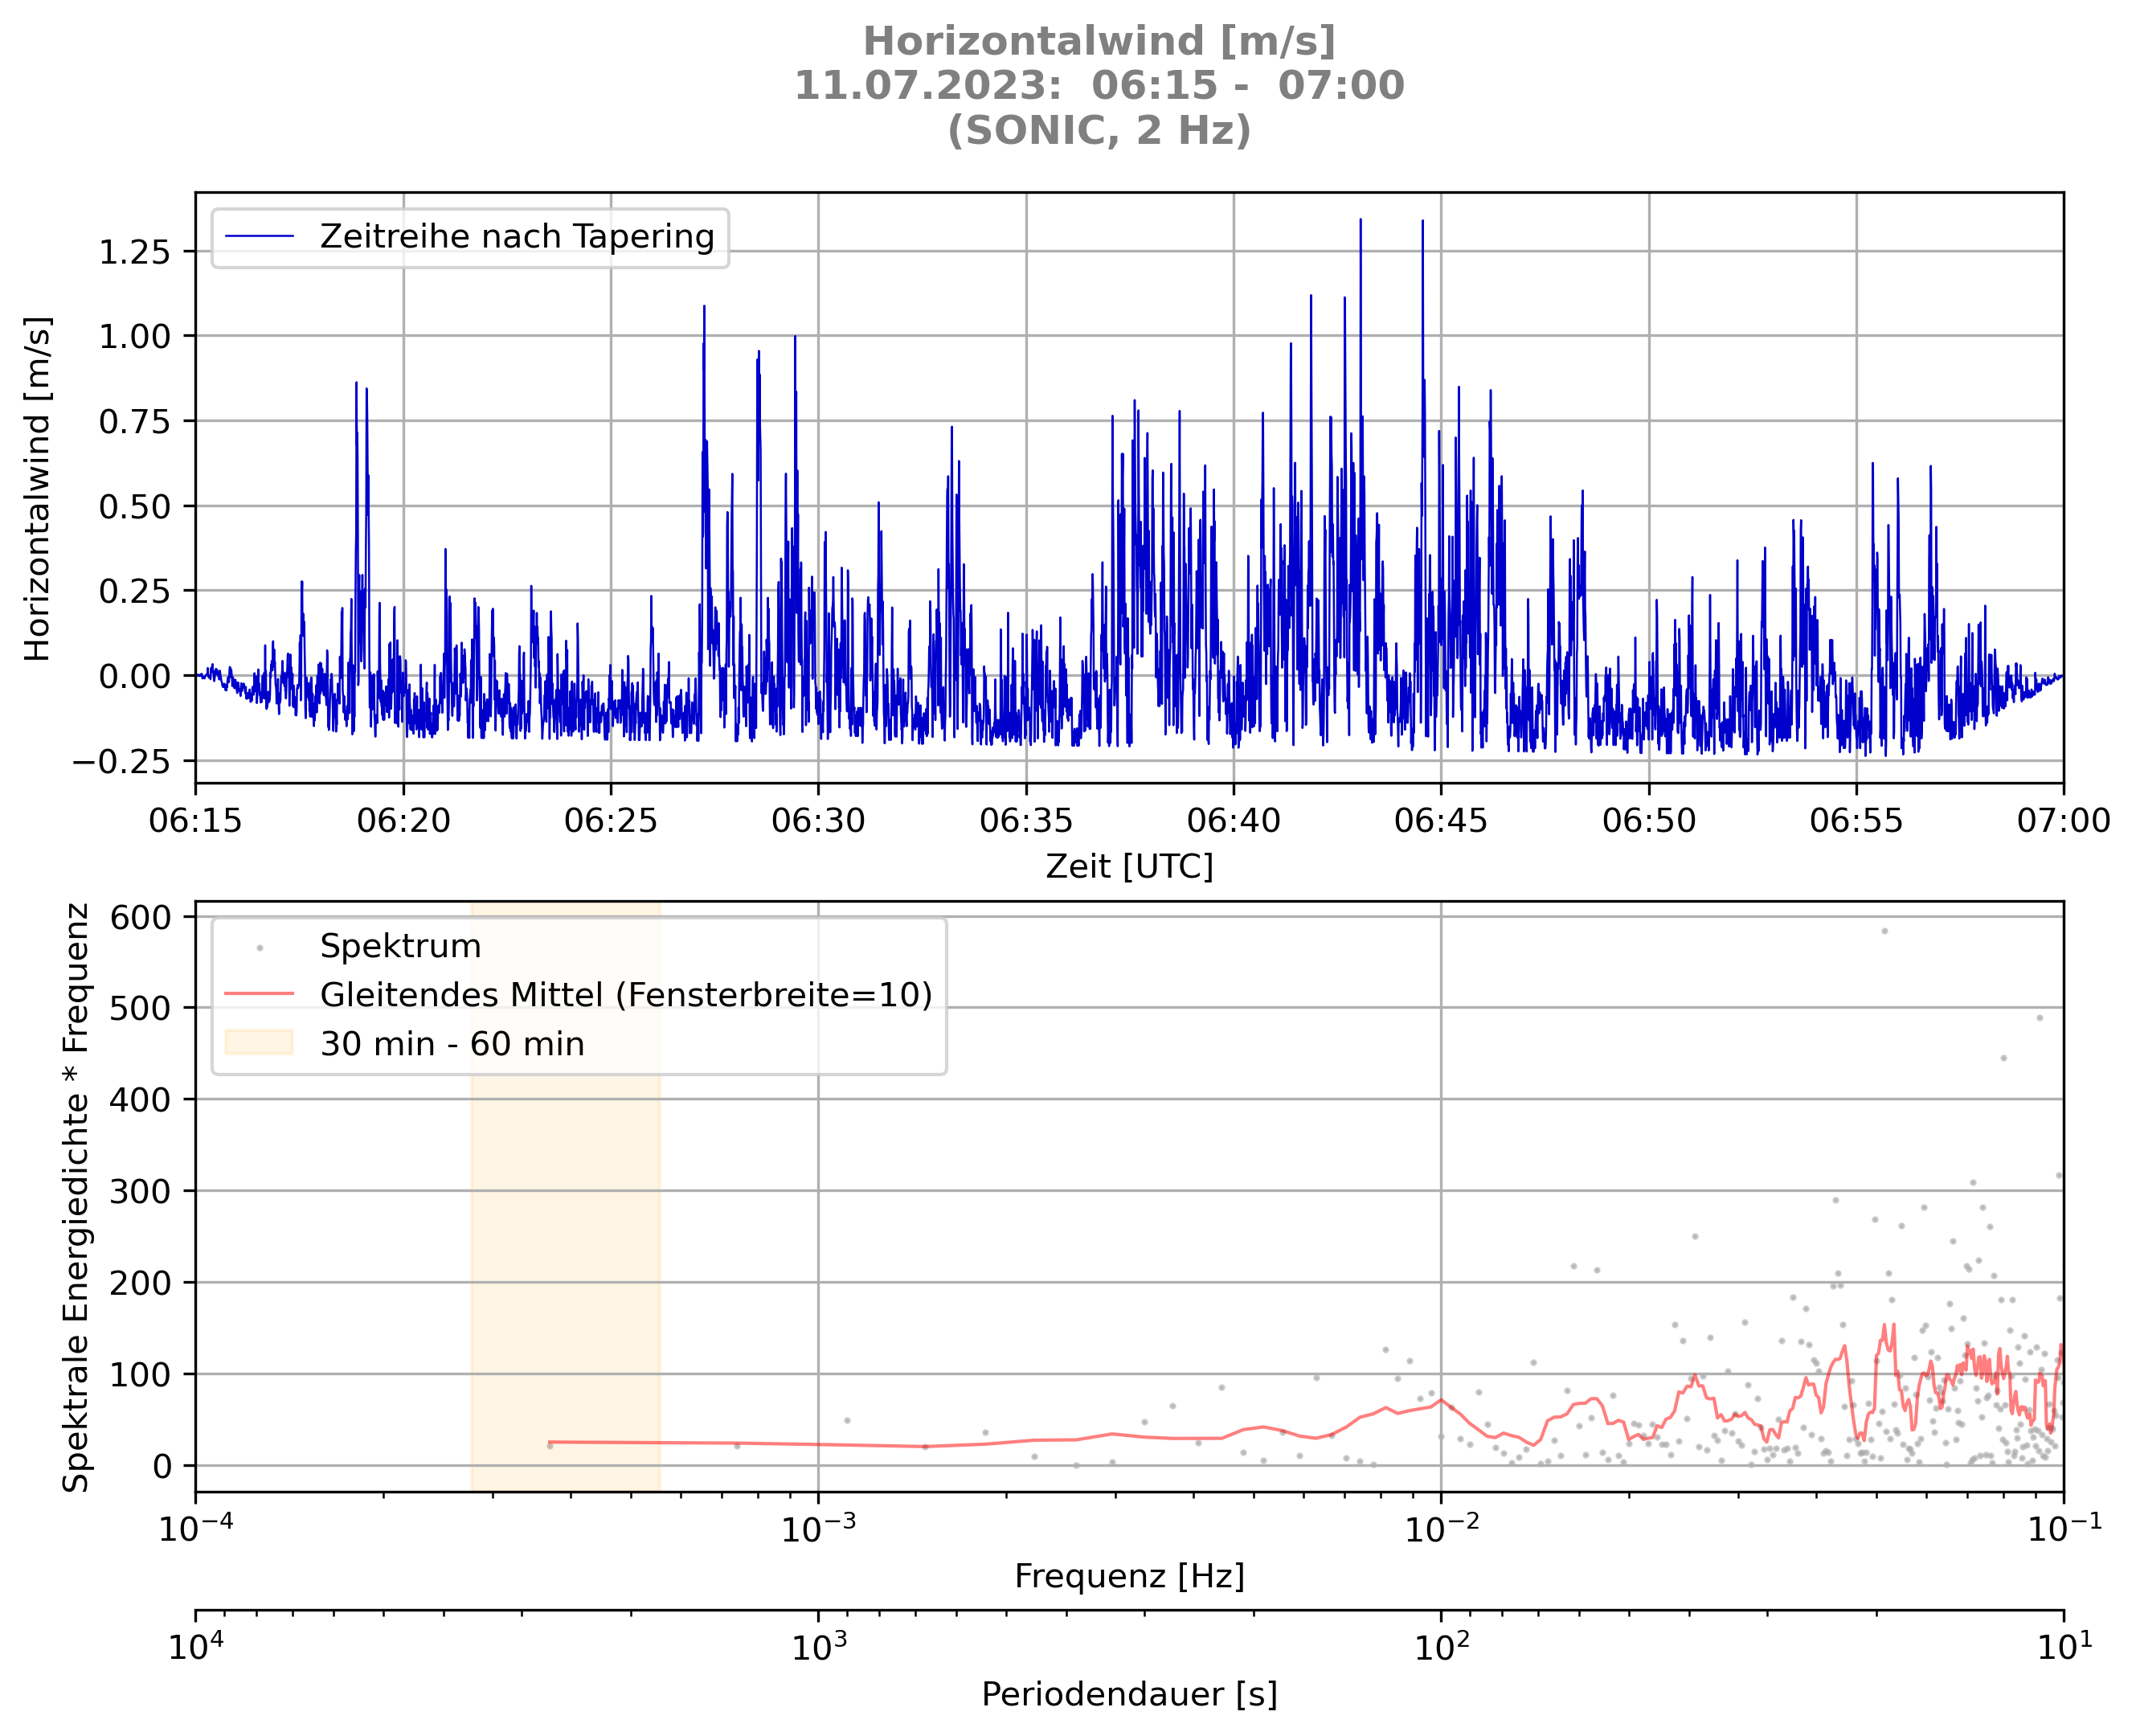 Horizontalwind [m/s]
11.07.2023:  06:15 -  07:00
(SONIC, 2 Hz)
Zeitreihe nach Tapering
Horizontalwind [m/s]
1.25
1.00
0.75
0.50
0.25
0.00
−0.25
06:15 06:20 06:25 06:30 06:35 06:40 06:45 06:50 06:55 07:00
Zeit [UTC]
Spektrum
Gleitendes Mittel (Fensterbreite=10)
30 min - 60 min
Spektrale Energiedichte * Frequenz
600
500
400
300
200
100
0
10⁻⁴ 10⁻³ 10⁻² 10⁻¹
Frequenz [Hz]
10⁴ 10³ 10² 10¹
Periodendauer [s]